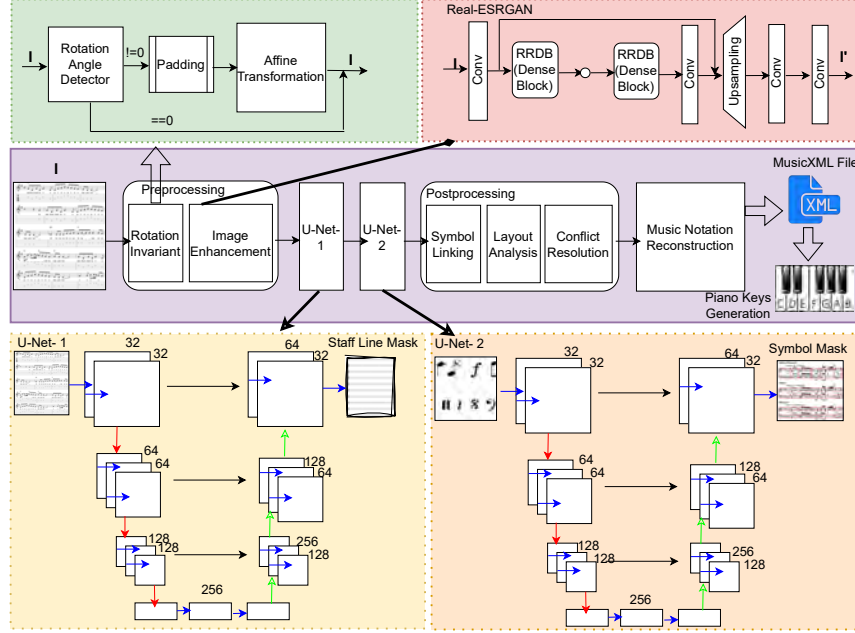 I
Rotation
Angle
Detector
!=0
Padding
Affine
Transformation
I
==0
Real-ESRGAN
I
Conv
RRDB
(Dense
Block)
RRDB
(Dense
Block)
Conv
Upsampling
Conv
Conv
I'
I
Preprocessing
Rotation
Invariant
Image
Enhancement
U-Net-
1
U-Net-
2
Postprocessing
Symbol
Linking
Layout
Analysis
Conflict
Resolution
Music Notation
Reconstruction
MusicXML File
XML
Piano Keys
Generation
C D E F G A B
U-Net- 1
32
32
64
32
Staff Line Mask
64
64
128
64
128
128
256
128
256
U-Net- 2
32
32
64
32
Symbol Mask
64
64
128
64
128
128
256
128
256